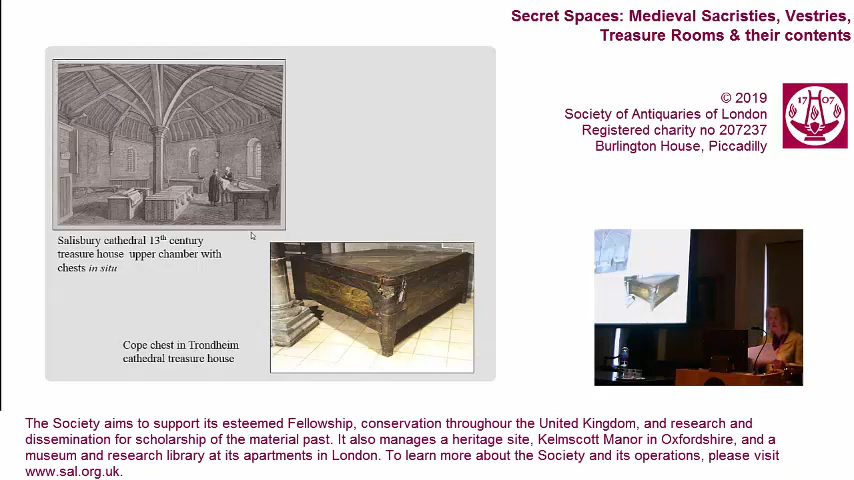 Secret Spaces: Medieval Sacristies, Vestries,
Treasure Rooms & their contents
© 2019
Society of Antiquaries of London
Registered charity no 207237
Burlington House, Piccadilly
17 07
Salisbury cathedral 13th century
treasure house upper chamber with
chests in situ
Cope chest in Trondheim
cathedral treasure house
The Society aims to support its esteemed Fellowship, conservation throughour the United Kingdom, and research and
dissemination for scholarship of the material past. It also manages a heritage site, Kelmscott Manor in Oxfordshire, and a
museum and research library at its apartments in London. To learn more about the Society and its operations, please visit
www.sal.org.uk.